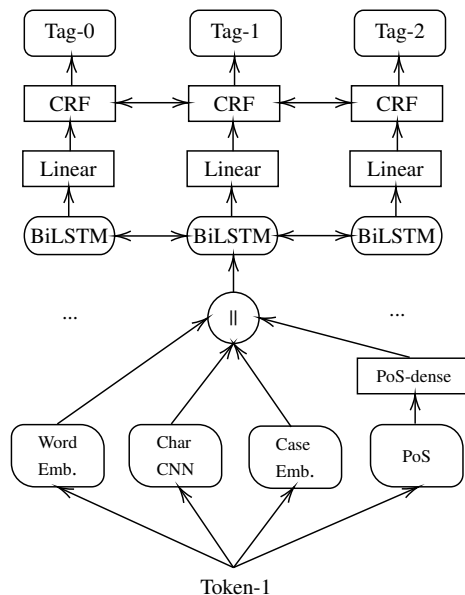 Tag-0 Tag-1 Tag-2
CRF CRF CRF
Linear Linear Linear
BiLSTM BiLSTM BiLSTM
... || ...
PoS-dense
Word
Emb.
Char
CNN
Case
Emb.
PoS
Token-1